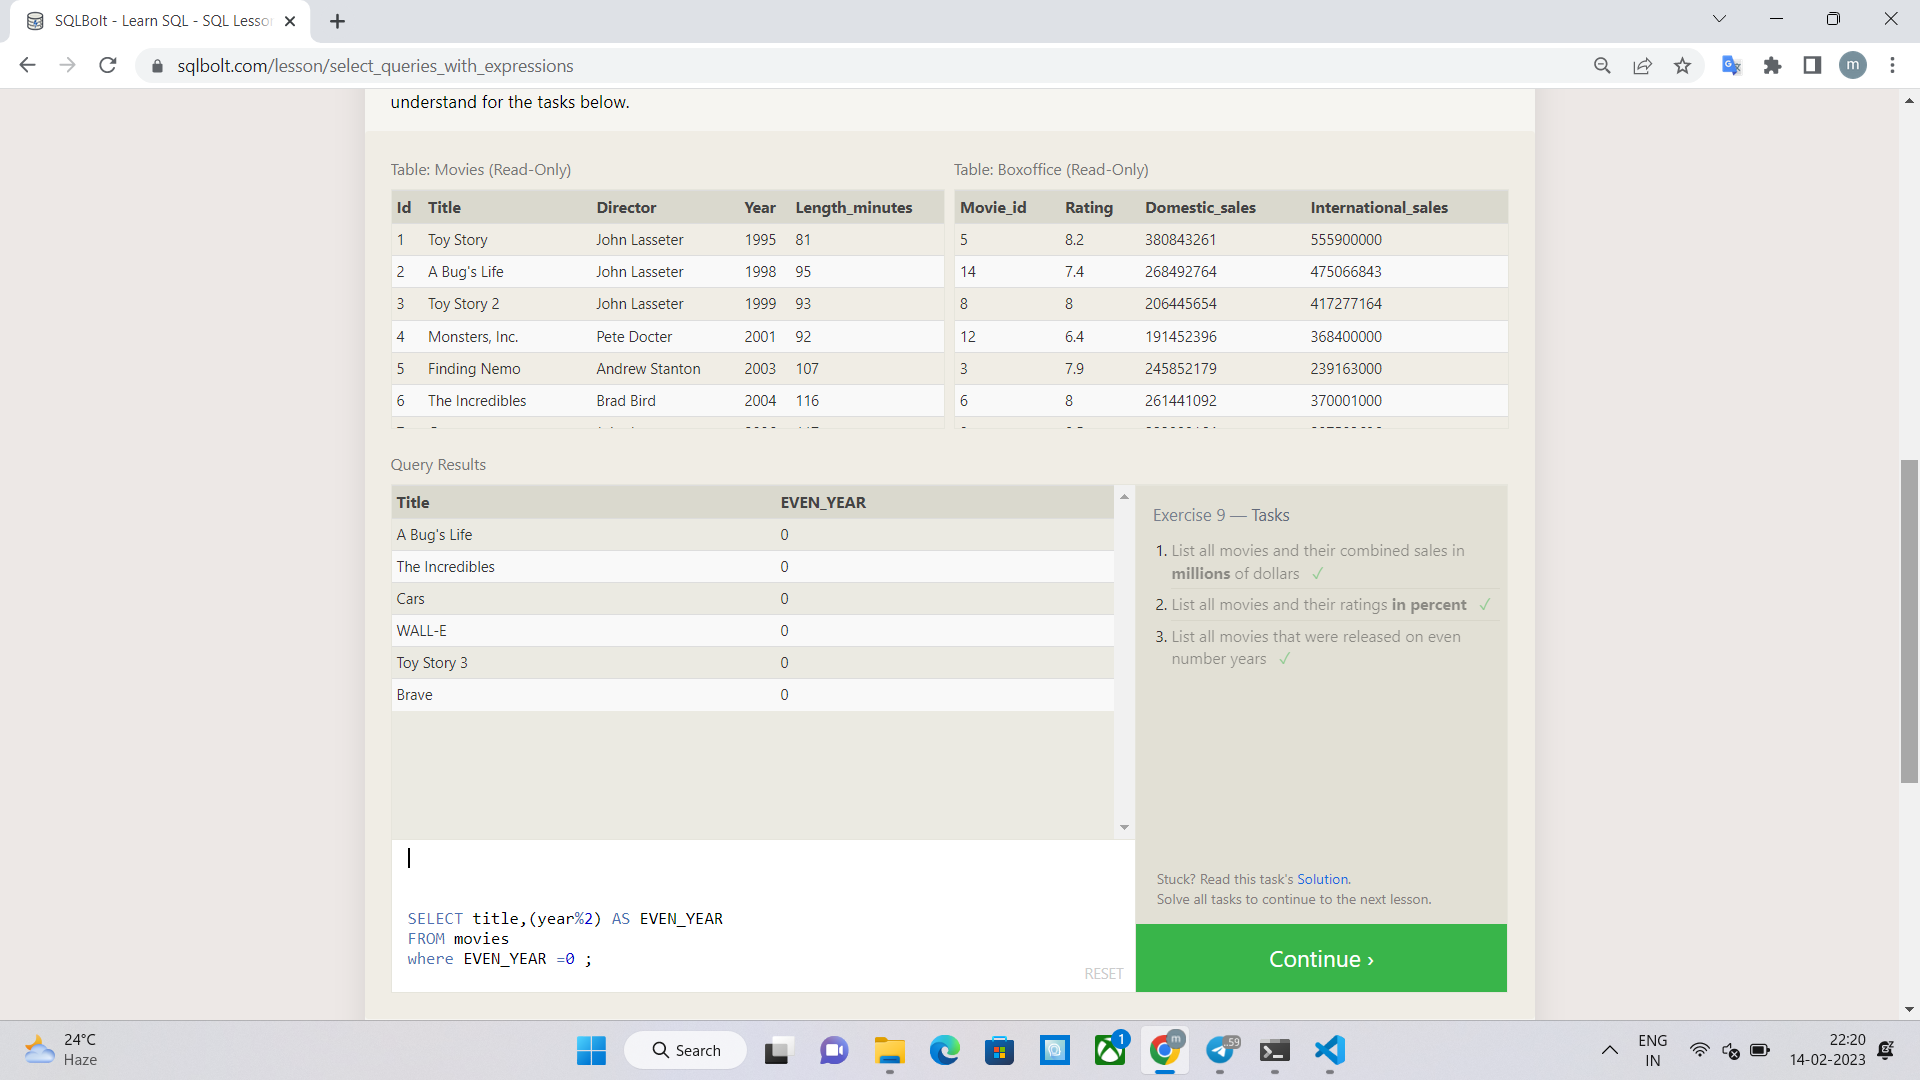 SQLBolt - Learn SQL - SQL Lesso
sqlbolt.com/lesson/select_queries_with_expressions
m
understand for the tasks below.
Table: Movies (Read-Only)
Id Title Director Year Length_minutes
1 Toy Story John Lasseter 1995 81
2 A Bug's Life John Lasseter 1998 95
3 Toy Story 2 John Lasseter 1999 93
4 Monsters, Inc. Pete Docter 2001 92
5 Finding Nemo Andrew Stanton 2003 107
6 The Incredibles Brad Bird 2004 116
Table: Boxoffice (Read-Only)
Movie_id Rating Domestic_sales International_sales
5 8.2 380843261 555900000
14 7.4 268492764 475066843
8 8 206445654 417277164
12 6.4 191452396 368400000
3 7.9 245852179 239163000
6 8 261441092 370001000
Query Results
Title EVEN_YEAR
A Bug's Life 0
The Incredibles 0
Cars 0
WALL-E 0
Toy Story 3 0
Brave 0
Exercise 9 — Tasks
1. List all movies and their combined sales in
millions of dollars ✓
2. List all movies and their ratings in percent ✓
3. List all movies that were released on even
number years ✓
Stuck? Read this task's Solution.
Solve all tasks to continue to the next lesson.
Continue ›
SELECT title,(year%2) AS EVEN_YEAR
FROM movies
where EVEN_YEAR =0 ;
RESET
24°C
Haze
Search
1
m
59
ENG
IN
22:20
14-02-2023